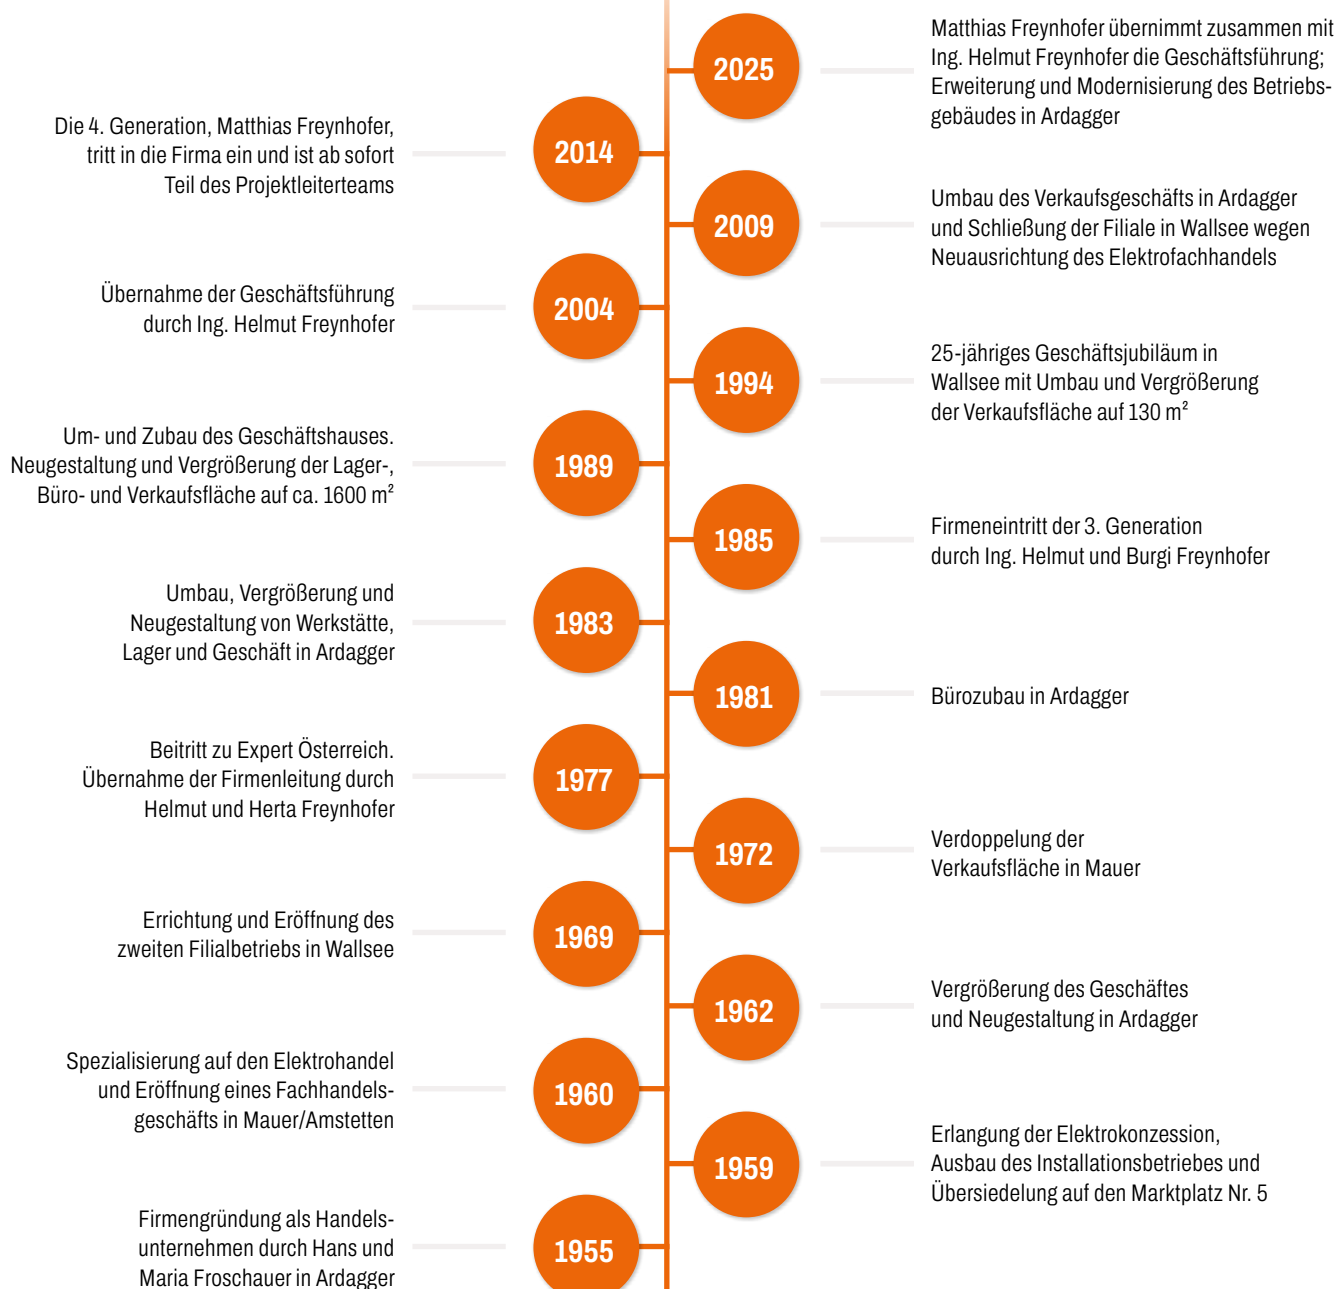 2025
Matthias Freynhofer übernimmt zusammen mit
Ing. Helmut Freynhofer die Geschäftsführung;
Erweiterung und Modernisierung des Betriebs-
gebäudes in Ardagger
Die 4. Generation, Matthias Freynhofer,
tritt in die Firma ein und ist ab sofort
Teil des Projektleiterteams
2014
2009
Umbau des Verkaufsgeschäfts in Ardagger
und Schließung der Filiale in Wallsee wegen
Neuausrichtung des Elektrofachhandels
Übernahme der Geschäftsführung
durch Ing. Helmut Freynhofer
2004
1994
25-jähriges Geschäftsjubiläum in
Wallsee mit Umbau und Vergrößerung
der Verkaufsfläche auf 130 m²
Um- und Zubau des Geschäftshauses.
Neugestaltung und Vergrößerung der Lager-,
Büro- und Verkaufsfläche auf ca. 1600 m²
1989
1985
Firmeneintritt der 3. Generation
durch Ing. Helmut und Burgi Freynhofer
Umbau, Vergrößerung und
Neugestaltung von Werkstätte,
Lager und Geschäft in Ardagger
1983
1981
Bürozubau in Ardagger
Beitritt zu Expert Österreich.
Übernahme der Firmenleitung durch
Helmut und Herta Freynhofer
1977
1972
Verdoppelung der
Verkaufsfläche in Mauer
Errichtung und Eröffnung des
zweiten Filialbetriebs in Wallsee
1969
1962
Vergrößerung des Geschäftes
und Neugestaltung in Ardagger
Spezialisierung auf den Elektrohandel
und Eröffnung eines Fachhandels-
geschäfts in Mauer/Amstetten
1960
1959
Erlangung der Elektrokonzession,
Ausbau des Installationsbetriebes und
Übersiedelung auf den Marktplatz Nr. 5
Firmengründung als Handels-
unternehmen durch Hans und
Maria Froschauer in Ardagger
1955